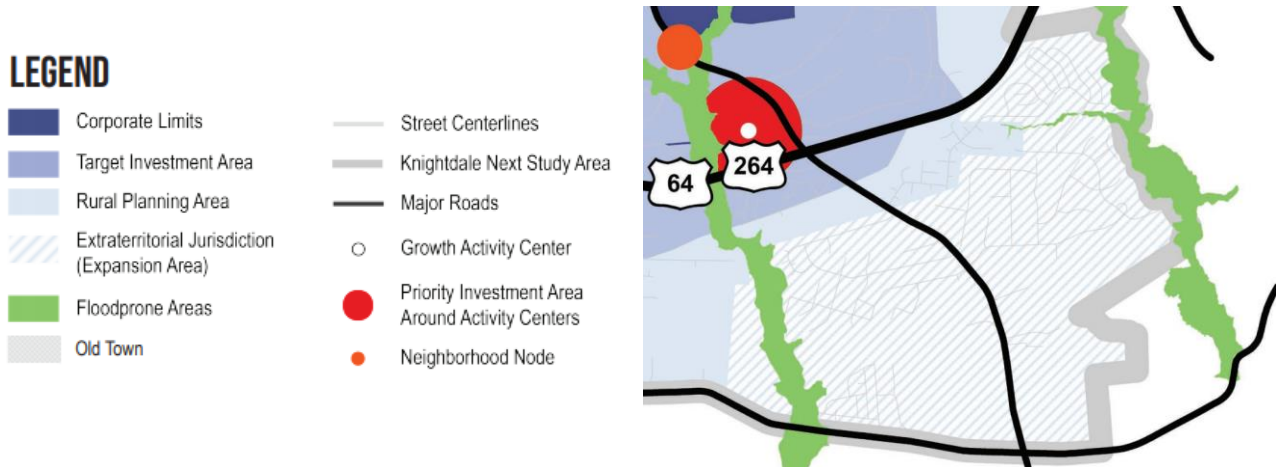 LEGEND
Corporate Limits
Target Investment Area
Rural Planning Area
Extraterritorial Jurisdiction
(Expansion Area)
Floodprone Areas
Old Town
Street Centerlines
Knightdale Next Study Area
Major Roads
Growth Activity Center
Priority Investment Area
Around Activity Centers
Neighborhood Node
64
264